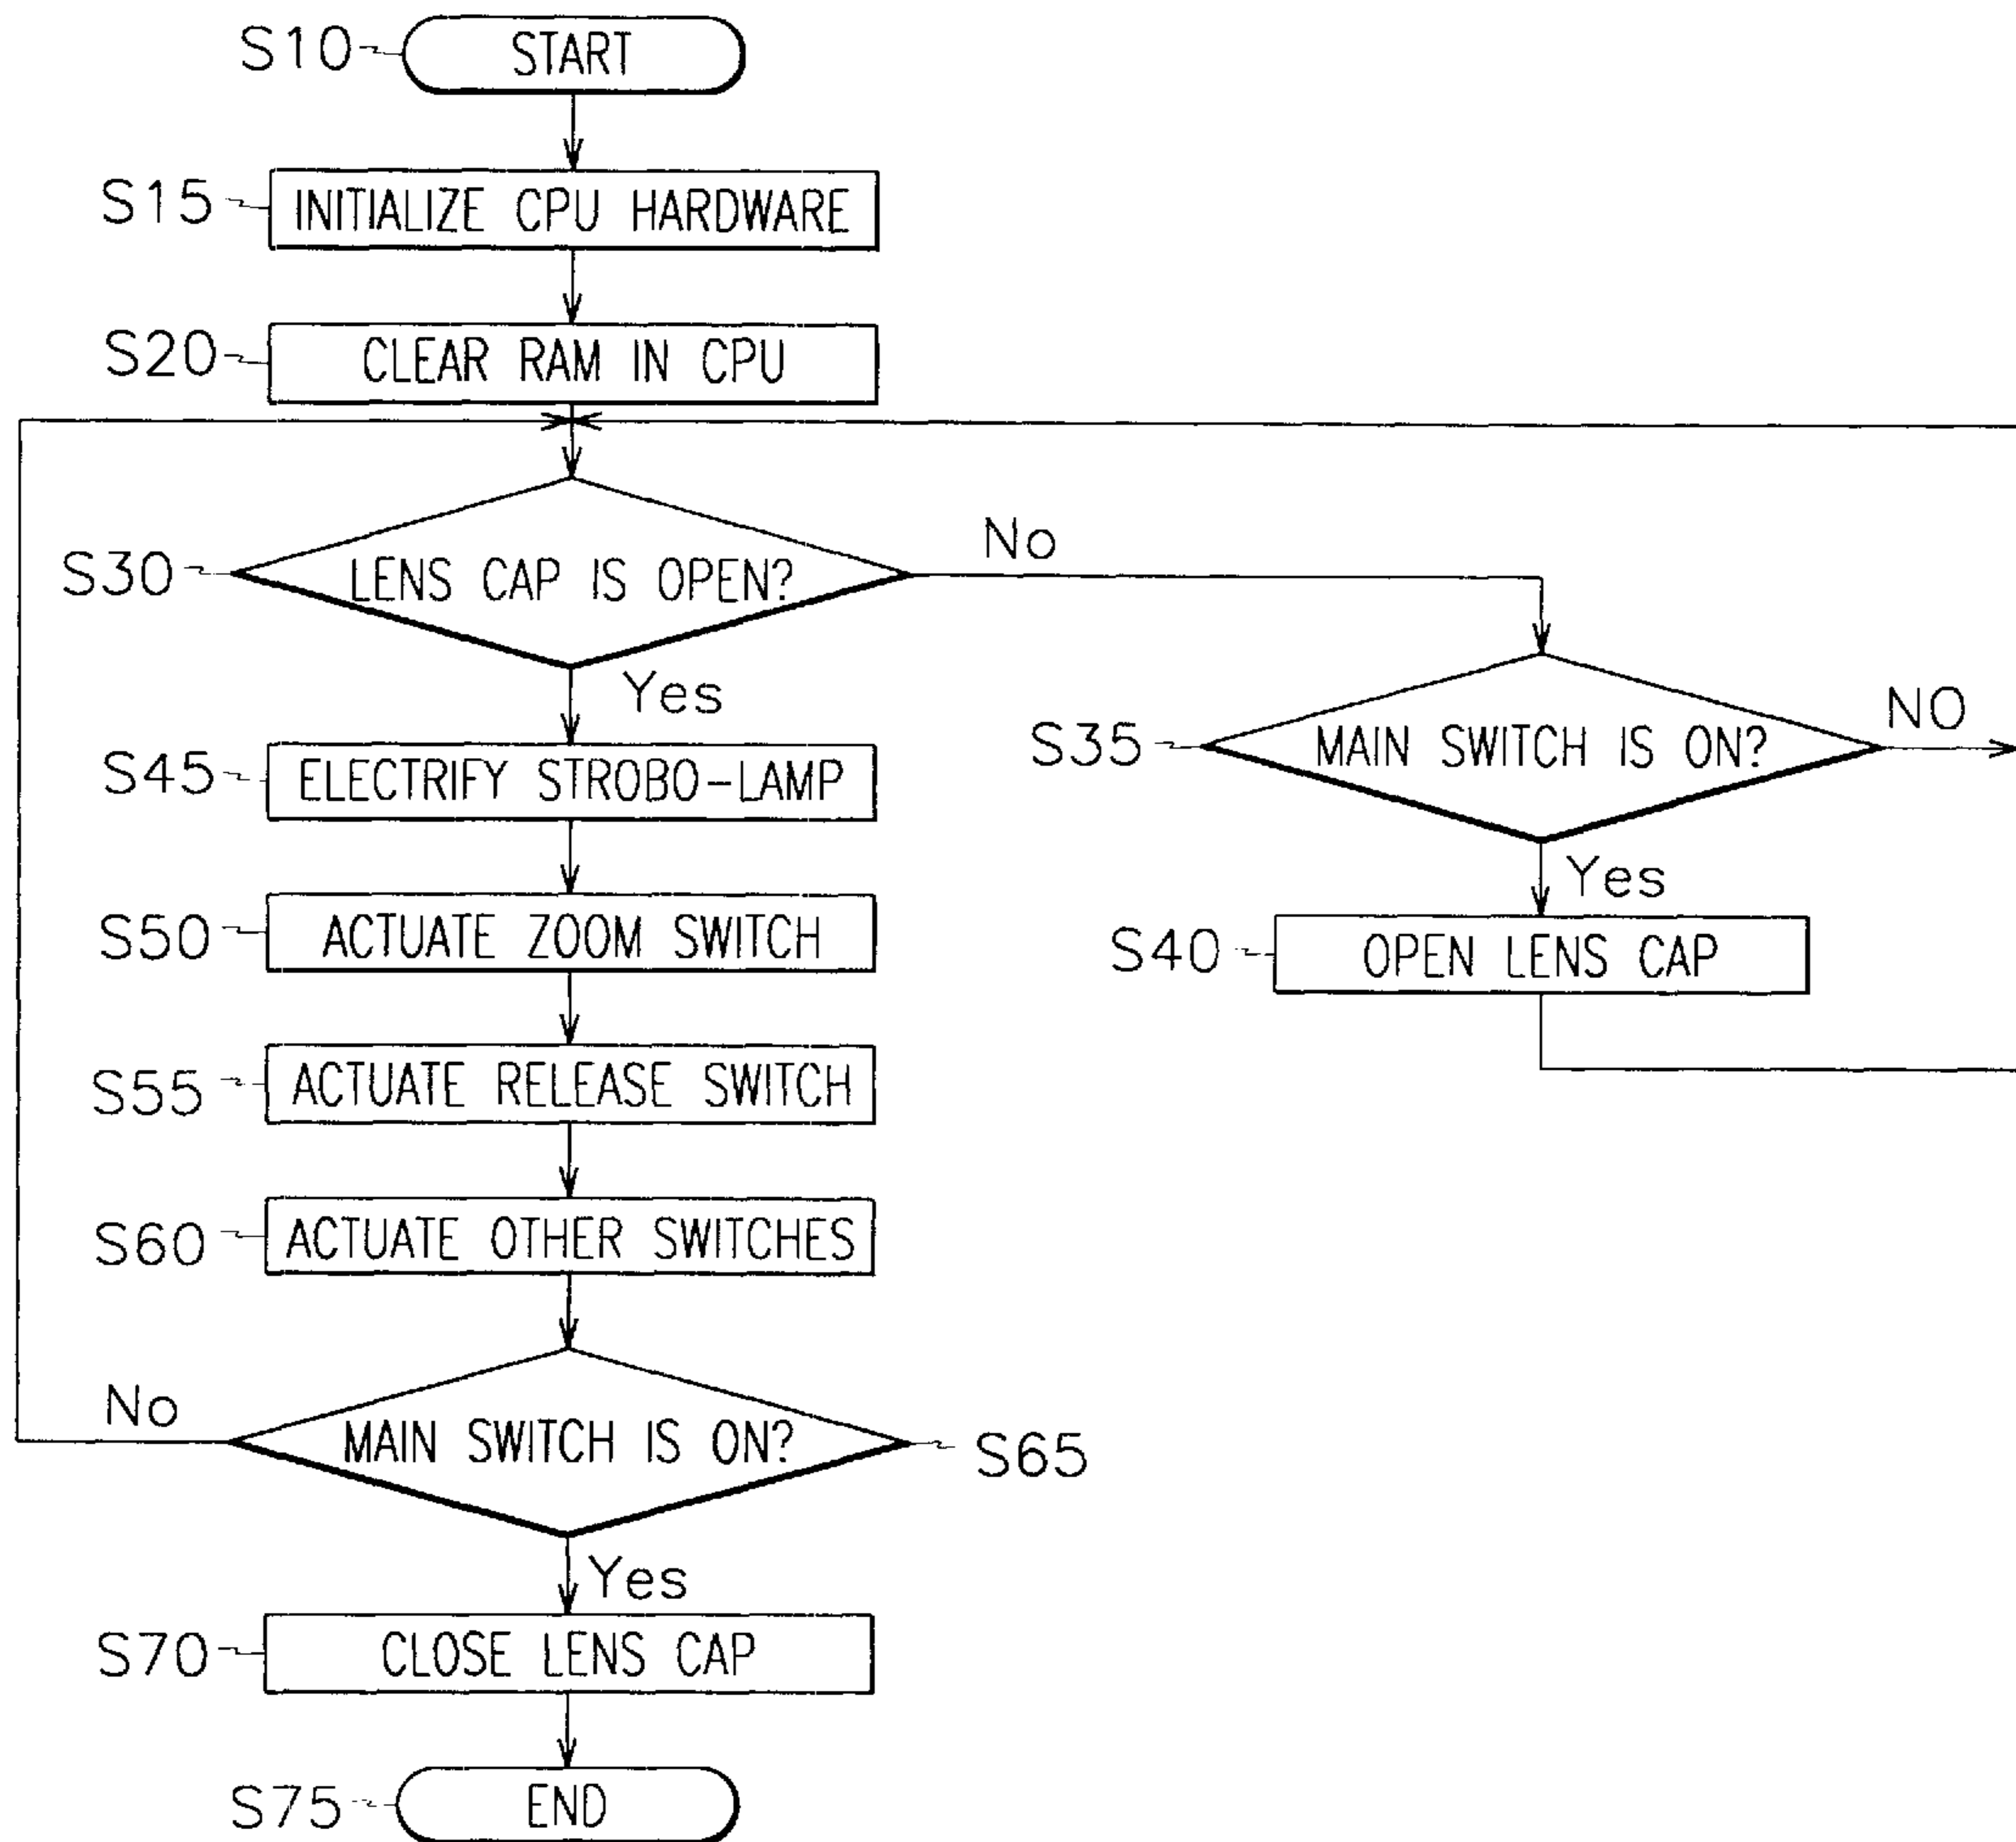 S10 START
S15 INITIALIZE CPU HARDWARE
S20 CLEAR RAM IN CPU
S30 LENS CAP IS OPEN? No
Yes
S35 MAIN SWITCH IS ON? NO
Yes
S40 OPEN LENS CAP
S45 ELECTRIFY STROBO-LAMP
S50 ACTUATE ZOOM SWITCH
S55 ACTUATE RELEASE SWITCH
S60 ACTUATE OTHER SWITCHES
No MAIN SWITCH IS ON? S65
Yes
S70 CLOSE LENS CAP
S75 END